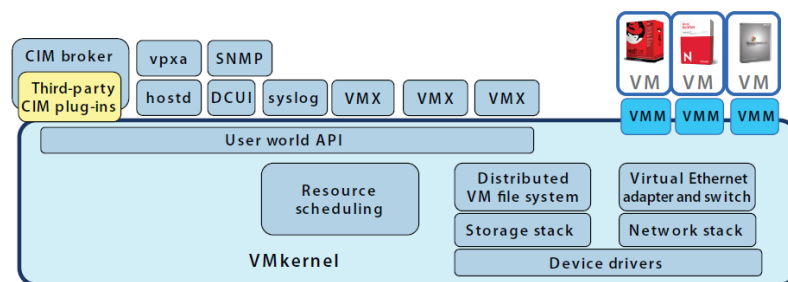 CIM broker
Third-party
CIM plug-ins
vpxa
SNMP
hostd
DCUI
syslog
VMX
VMX
VMX
VM
VM
VM
VMM
VMM
VMM
User world API
Resource
scheduling
Distributed
VM file system
Virtual Ethernet
adapter and switch
Storage stack
Network stack
VMkernel
Device drivers